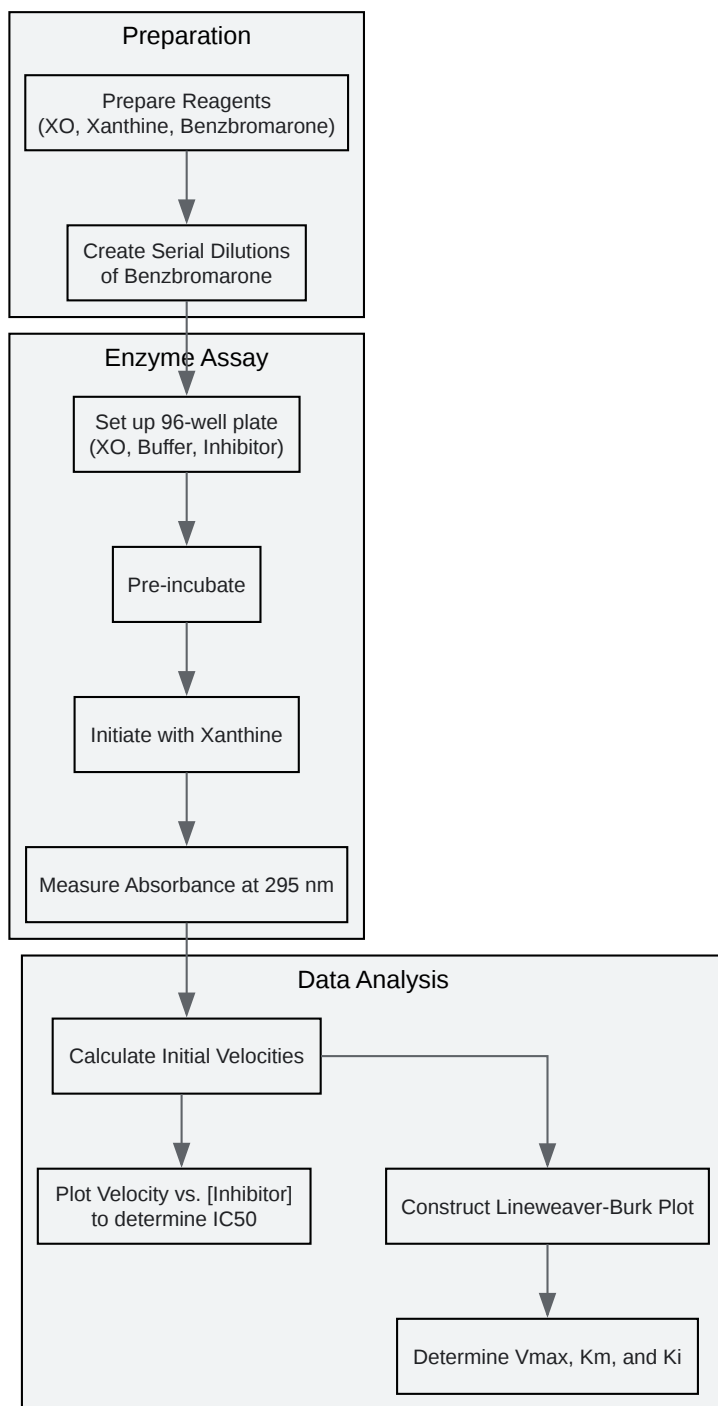 Preparation
Prepare Reagents
(XO, Xanthine, Benzbromarone)
Create Serial Dilutions
of Benzbromarone
Enzyme Assay
Set up 96-well plate
(XO, Buffer, Inhibitor)
Pre-incubate
Initiate with Xanthine
Measure Absorbance at 295 nm
Data Analysis
Calculate Initial Velocities
Plot Velocity vs. [Inhibitor]
to determine IC50
Construct Lineweaver-Burk Plot
Determine Vmax, Km, and Ki